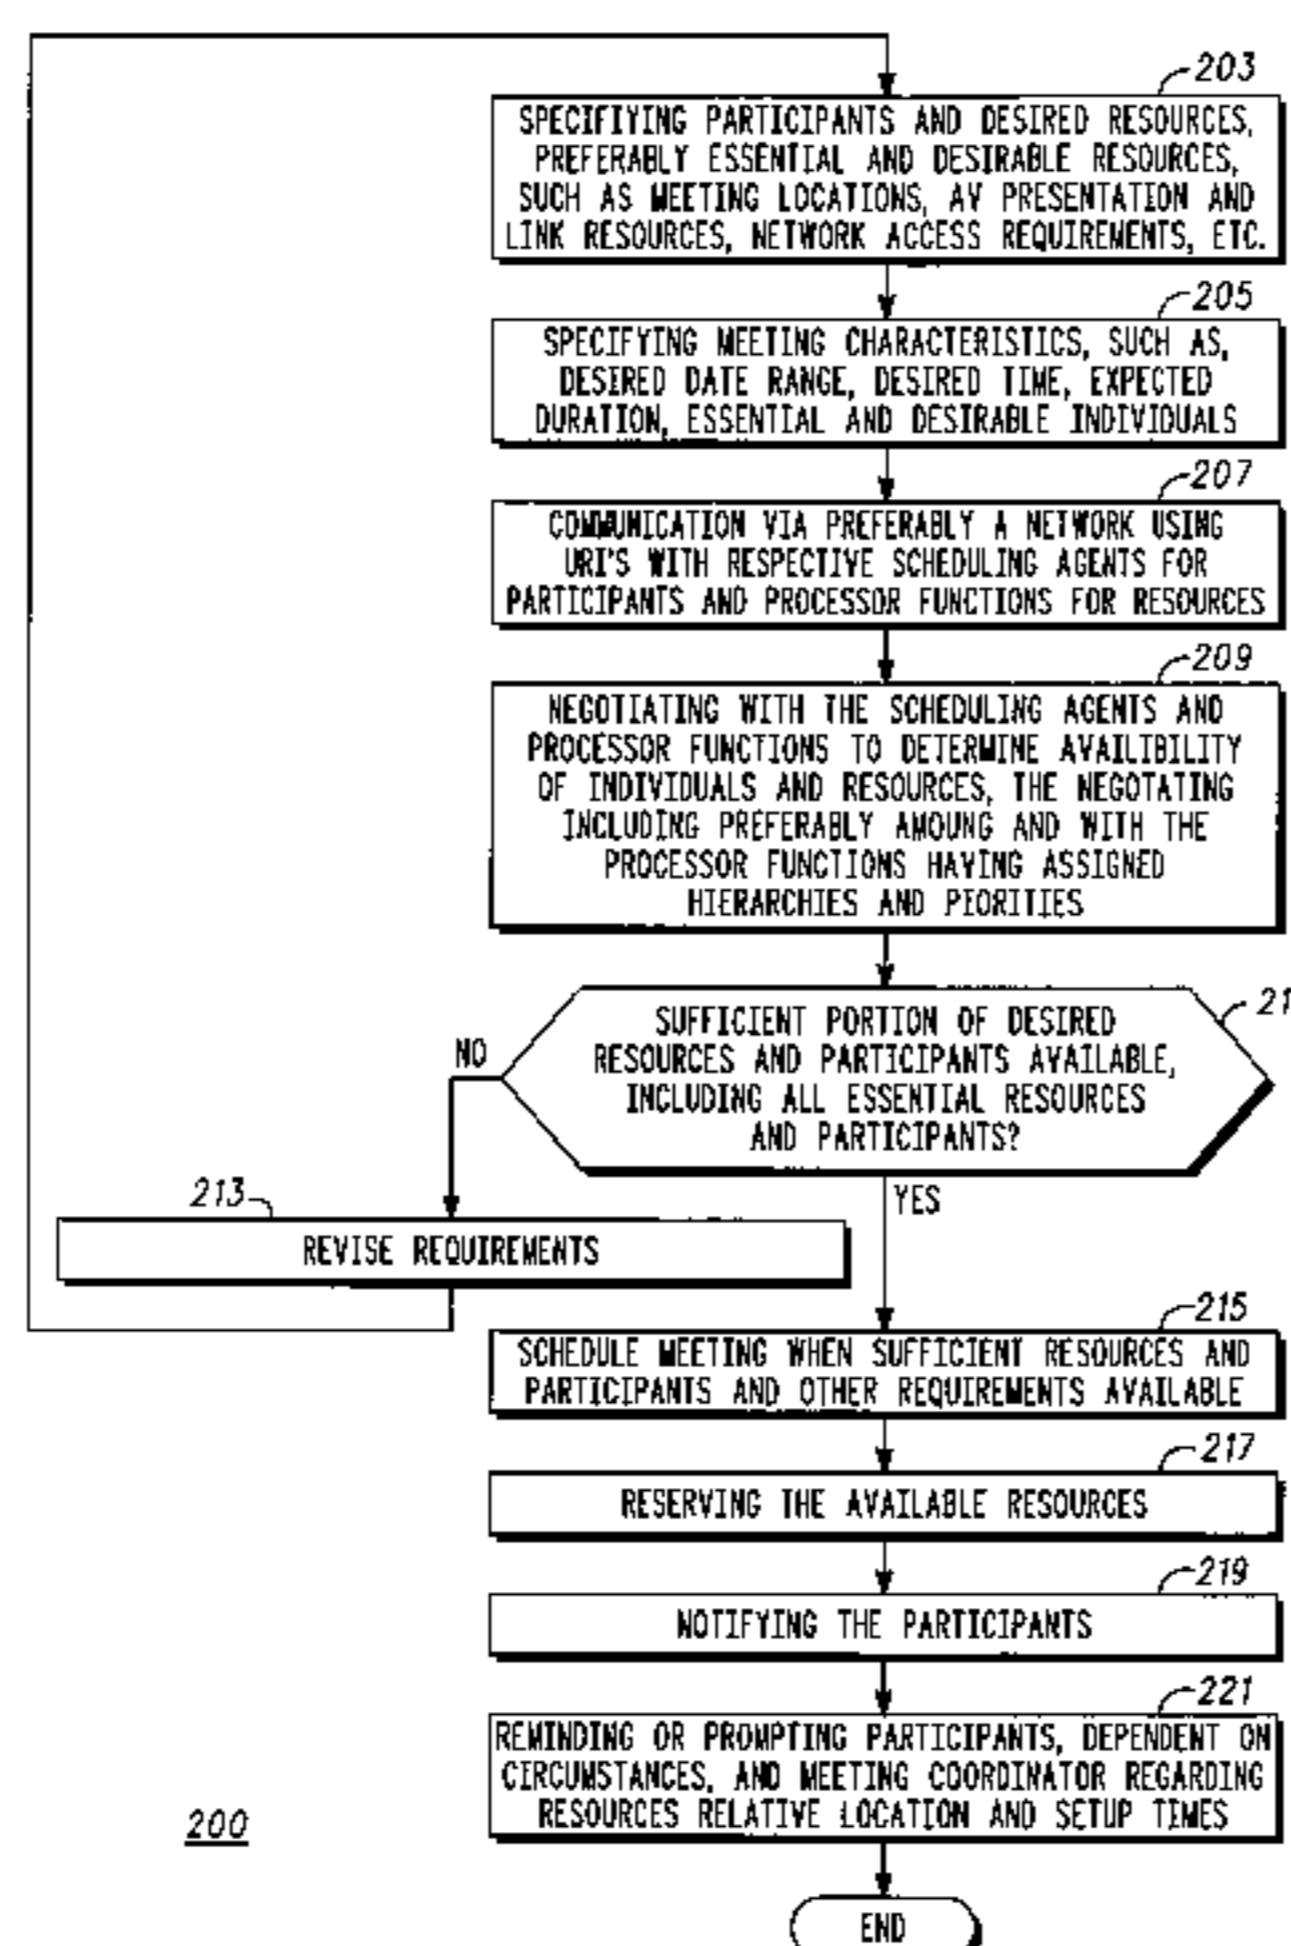 203
SPECIFIYING PARTICIPANTS AND DESIRED RESOURCES,
PREFERABLY ESSENTIAL AND DESIRABLE RESOURCES,
SUCH AS MEETING LOCATIONS, AV PRESENTATION AND
LINK RESOURCES, NETWORK ACCESS REQUIREMENTS, ETC.
205
SPECIFYING MEETING CHARACTERISTICS, SUCH AS,
DESIRED DATE RANGE, DESIRED TIME, EXPECTED
DURATION, ESSENTIAL AND DESIRABLE INDIVIDUALS
207
COMMUNICATION VIA PREFERABLY A NETWORK USING
URI'S WITH RESPECTIVE SCHEDULING AGENTS FOR
PARTICIPANTS AND PROCESSOR FUNCTIONS FOR RESOURCES
209
NEGOTIATING WITH THE SCHEDULING AGENTS AND
PROCESSOR FUNCTIONS TO DETERMINE AVAILIBILITY
OF INDIVIDUALS AND RESOURCES, THE NEGOTATING
INCLUDING PREFERABLY AMOUNG AND WITH THE
PROCESSOR FUNCTIONS HAVING ASSIGNED
HIERARCHIES AND PIORITIES
21
SUFFICIENT PORTION OF DESIRED
RESOURCES AND PARTICIPANTS AVAILABLE,
INCLUDING ALL ESSENTIAL RESOURCES
AND PARTICIPANTS?
NO
YES
213
REVISE REQUIREMENTS
215
SCHEDULE MEETING WHEN SUFFICIENT RESOURCES AND
PARTICIPANTS AND OTHER REQUIREMENTS AVAILABLE
217
RESERVING THE AVAILABLE RESOURCES
219
NOTIFYING THE PARTICIPANTS
221
REMINDING OR PROMPTING PARTICIPANTS, DEPENDENT ON
CIRCUMSTANCES, AND MEETING COORDINATOR REGARDING
RESOURCES RELATIVE LOCATION AND SETUP TIMES
200
END